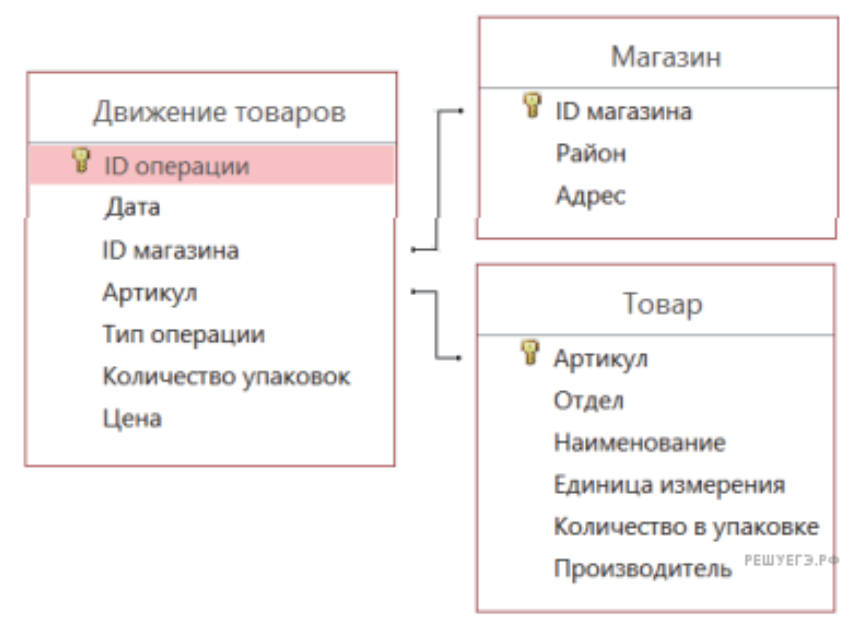 Движение товаров
ID операции
Дата
ID магазина
Артикул
Тип операции
Количество упаковок
Цена
Магазин
ID магазина
Район
Адрес
Товар
Артикул
Отдел
Наименование
Единица измерения
Количество в упаковке
Производитель
РЕШУЕГЭ.РФ